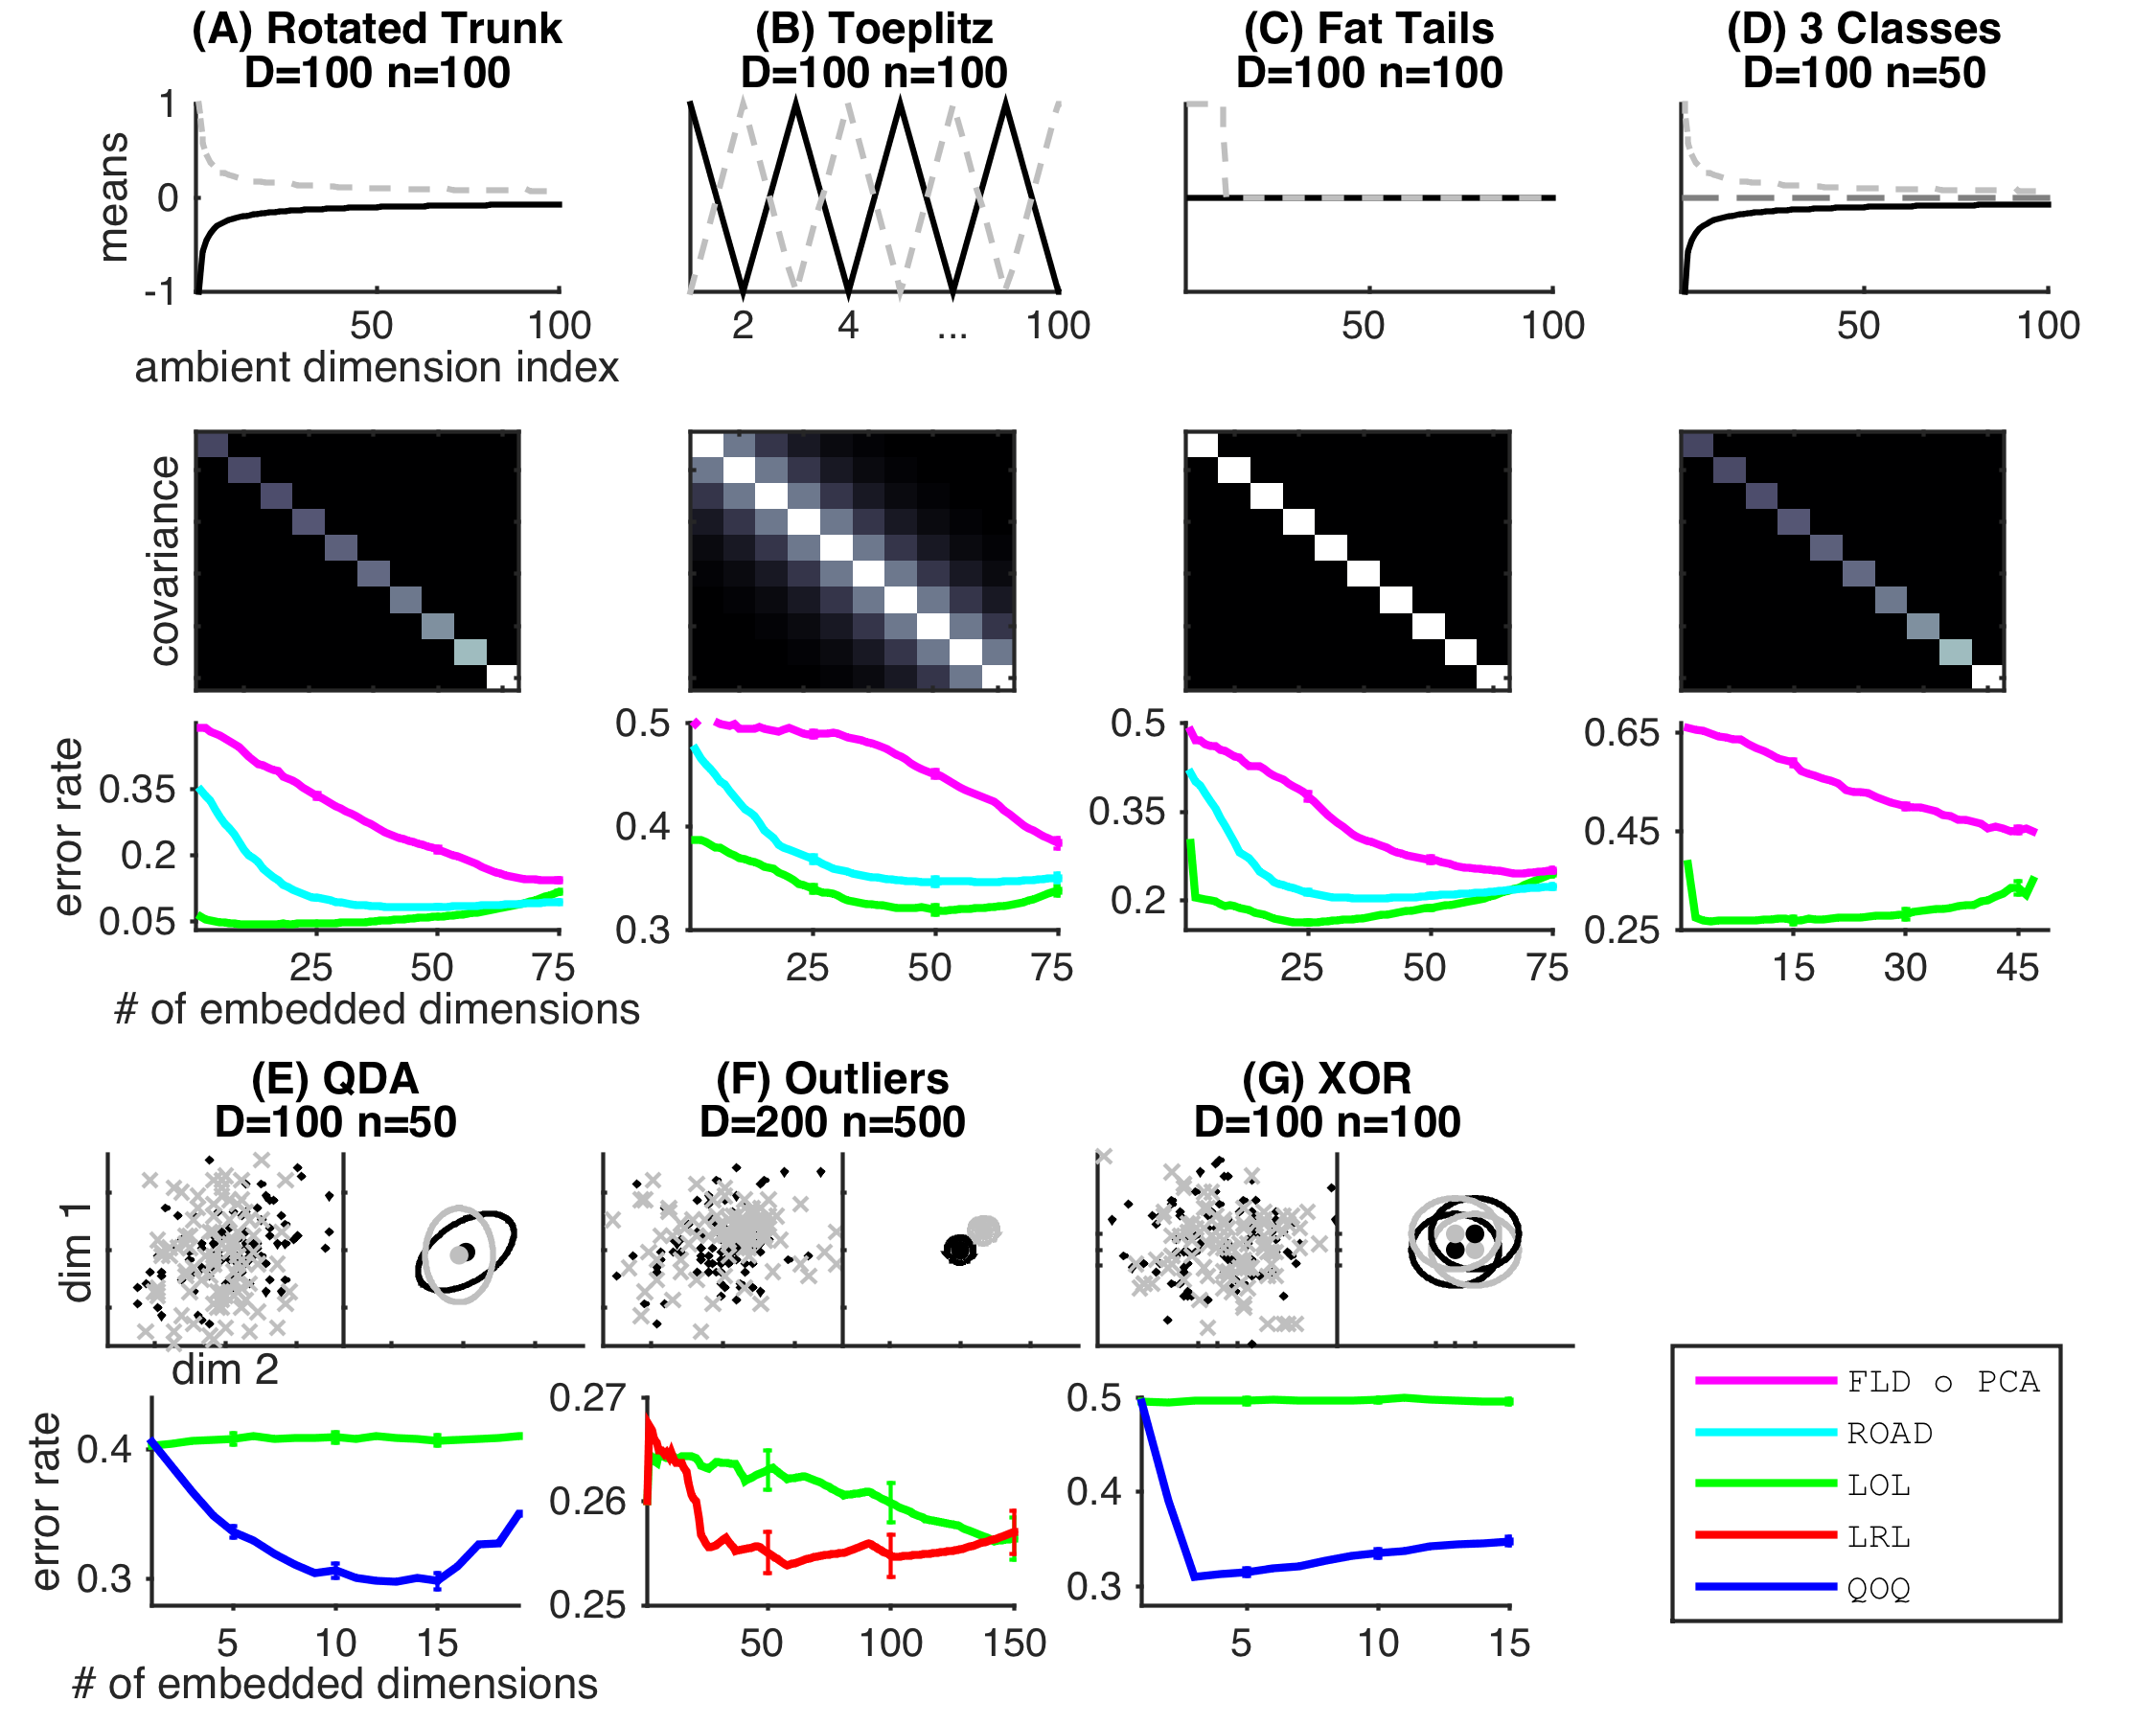 (A) Rotated Trunk
D=100 n=100
(B) Toeplitz
D=100 n=100
(C) Fat Tails
D=100 n=100
(D) 3 Classes
D=100 n=50
means
1
0
-1
50 100
2 4 ... 100
50 100
50 100
ambient dimension index
covariance
error rate
0.35
0.2
0.05
25 50 75
0.5
0.4
0.3
25 50 75
0.5
0.35
0.2
25 50 75
0.65
0.45
0.25
15 30 45
# of embedded dimensions
(E) QDA
D=100 n=50
(F) Outliers
D=200 n=500
(G) XOR
D=100 n=100
dim 1
dim 2
error rate
0.4
0.3
5 10 15
0.27
0.26
0.25
50 100 150
0.5
0.4
0.3
5 10 15
# of embedded dimensions
FLD o PCA
ROAD
LOL
LRL
QOQ